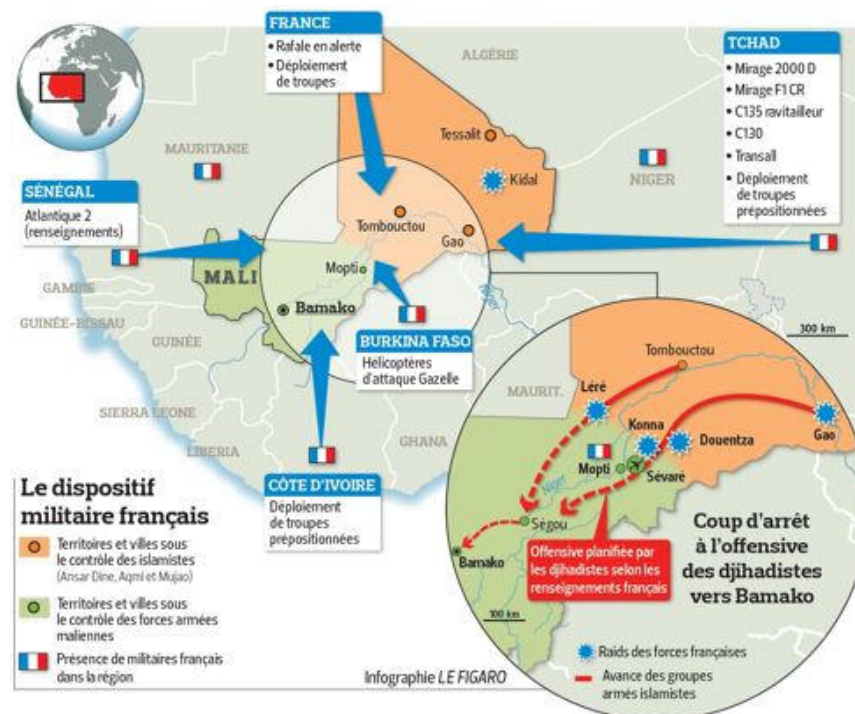 FRANCE
• Rafale en alerte
• Déploiement
de troupes
ALGÉRIE
TCHAD
• Mirage 2000 D
• Mirage F1 CR
• C135 ravitailleur
• C130
• Transall
• Déploiement
de troupes
prépositionnées
Tessalit
MAURITANIE
Kidal
NIGER
SÉNÉGAL
Atlantique 2
(renseignements)
Tombouctou
Gao
MALI
Mopti
GAMBIE
Bamako
Niger
GUINÉE-BISSAU
GUINÉE
BURKINA FASO
Hélicoptères
d'attaque Gazelle
300 km
SIERRA LEONE
LIBERIA
GHANA
CÔTE D'IVOIRE
Déploiement
de troupes
prépositionnées
Tombouctou
MAURIT.
Léré
Konna
Douentza
Gao
Mopti
Sévaré
Niger
Ségou
Bamako
Offensive planifiée par
les djihadistes selon les
renseignements français
Coup d'arrêt
à l'offensive
des djihadistes
vers Bamako
100 km
Raids des forces françaises
Avance des groupes
armés islamistes
Le dispositif
militaire français
Territoires et villes sous
le contrôle des islamistes
(Ansar Dine, Aqmi et Mujao)
Territoires et villes sous
le contrôle des forces armées
maliennes
Présence de militaires français
dans la région
Infographie LE FIGARO